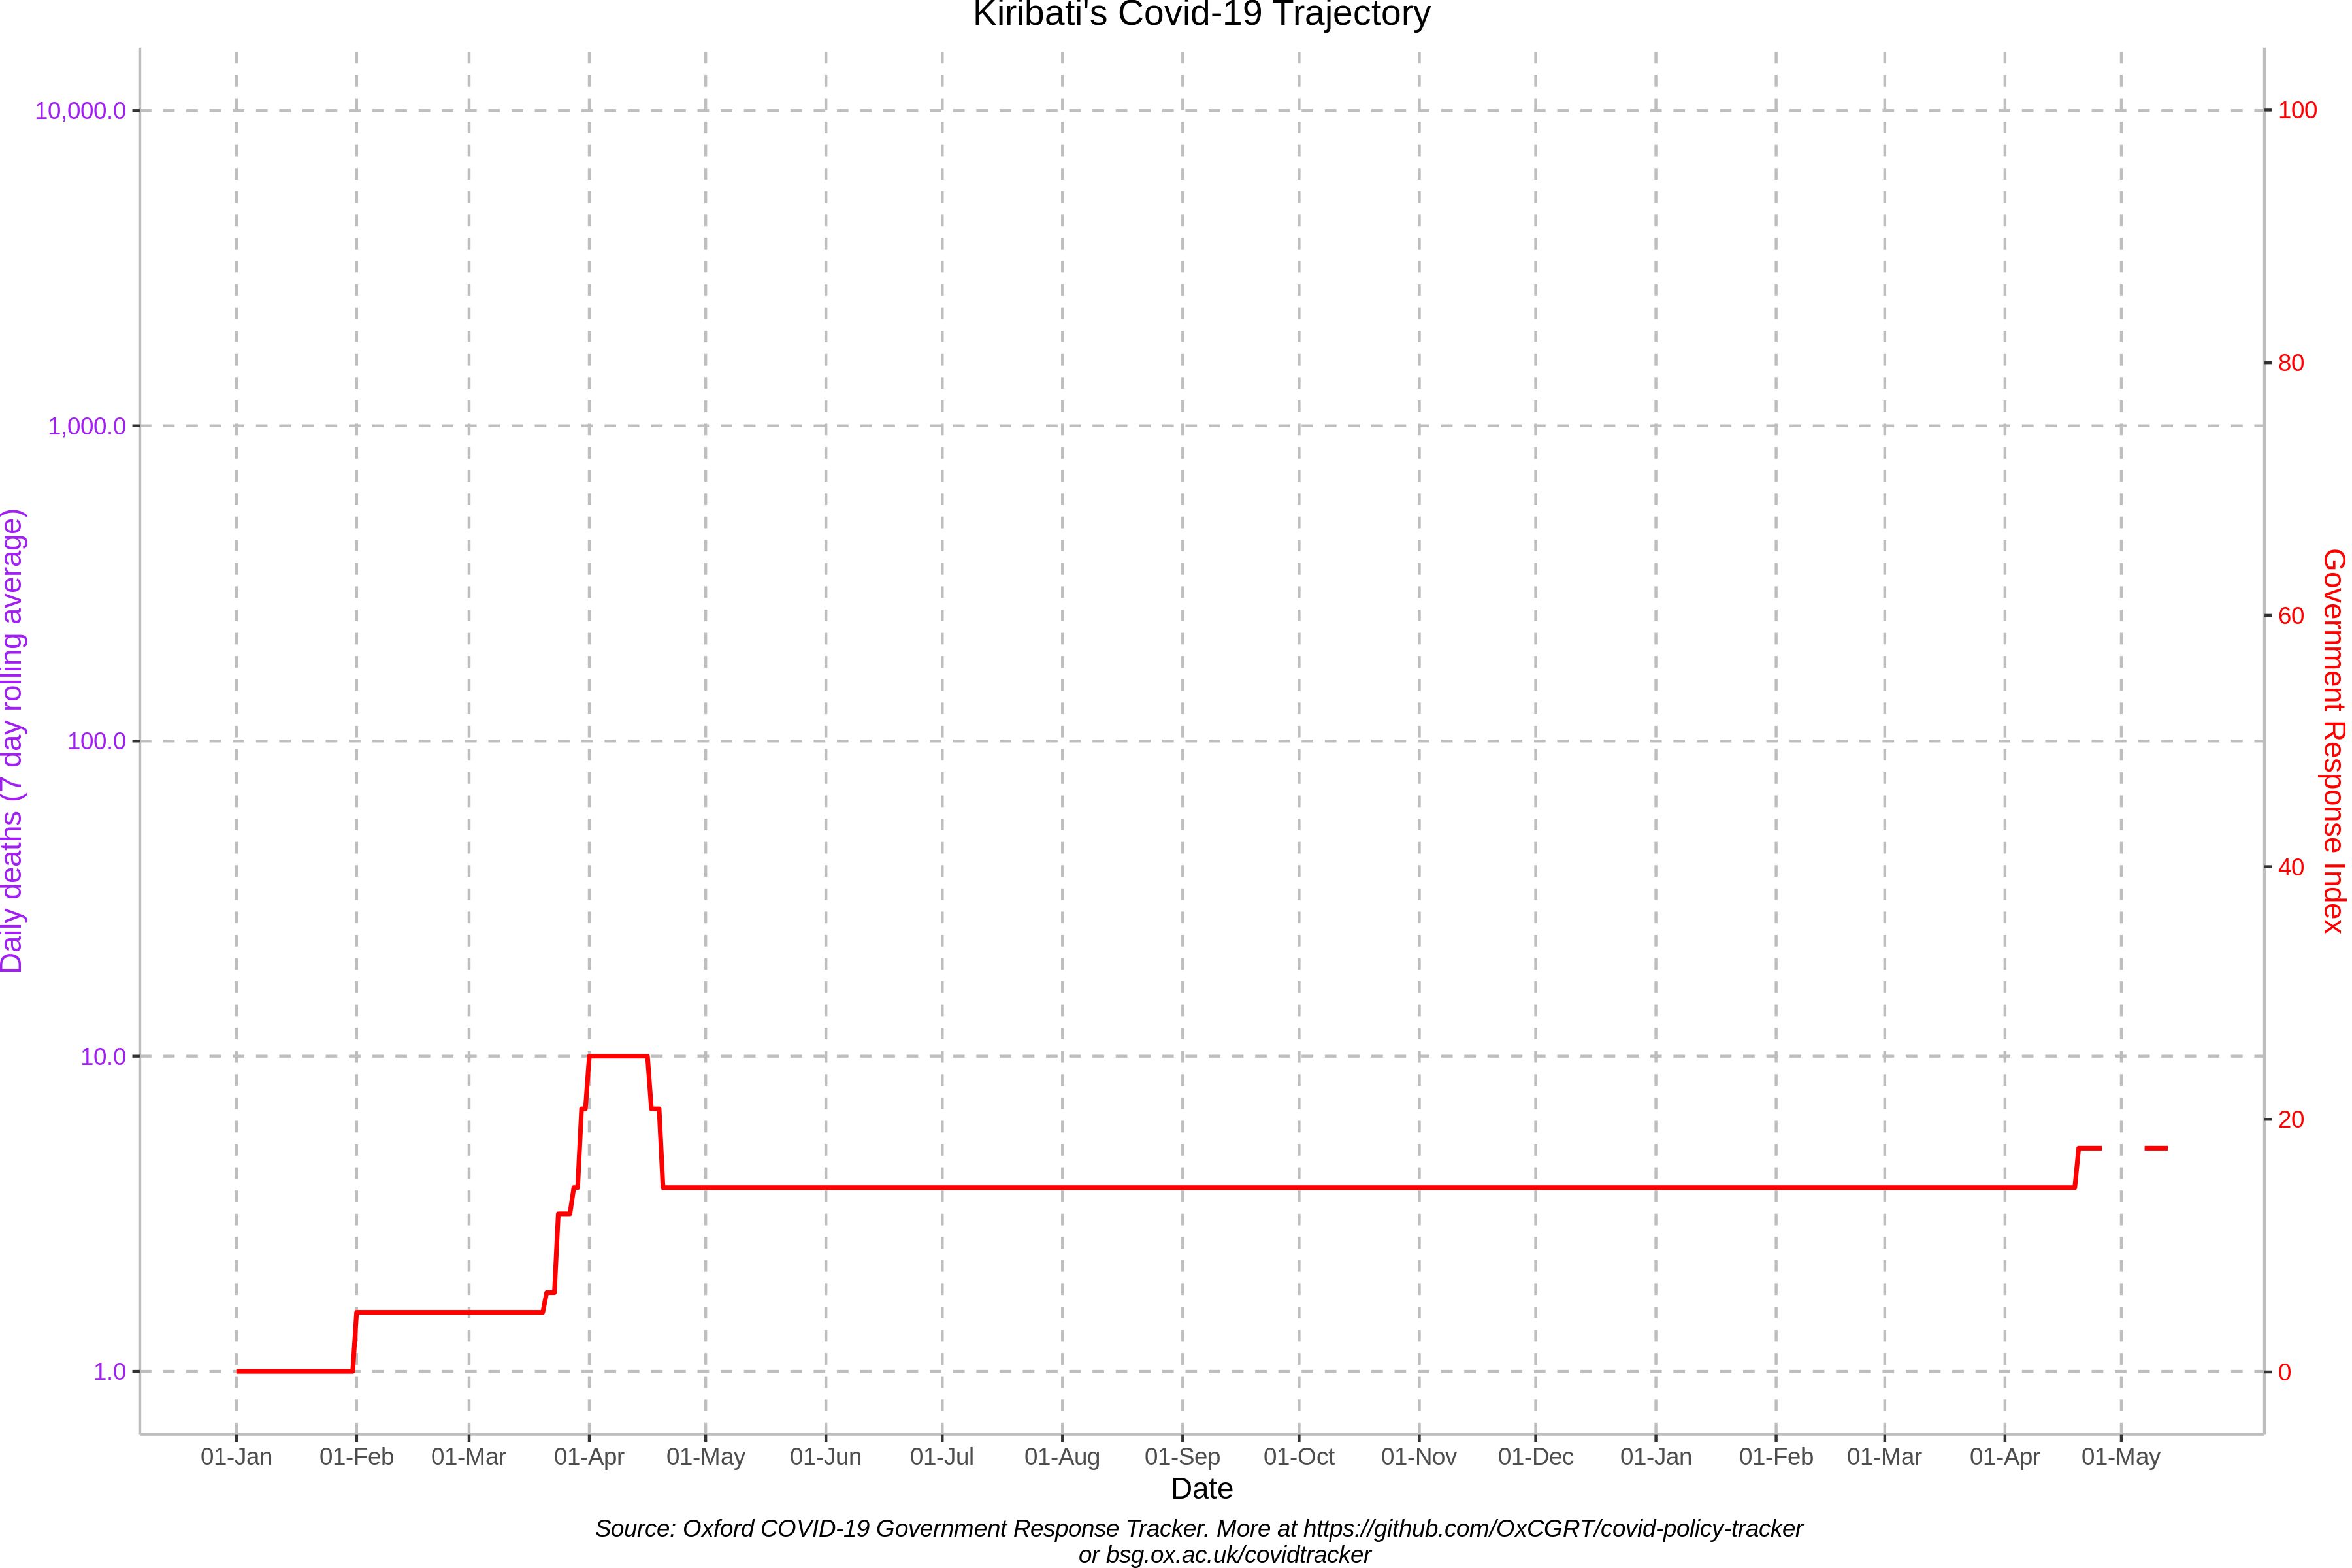 Kiribati's Covid-19 Trajectory
10,000.0
1,000.0
100.0
10.0
1.0
Daily deaths (7 day rolling average)
100
80
60
40
20
0
Government Response Index
01-Jan 01-Feb 01-Mar 01-Apr 01-May 01-Jun 01-Jul 01-Aug 01-Sep 01-Oct 01-Nov 01-Dec 01-Jan 01-Feb 01-Mar 01-Apr 01-May
Date
Source: Oxford COVID-19 Government Response Tracker. More at https://github.com/OxCGRT/covid-policy-tracker
or bsg.ox.ac.uk/covidtracker